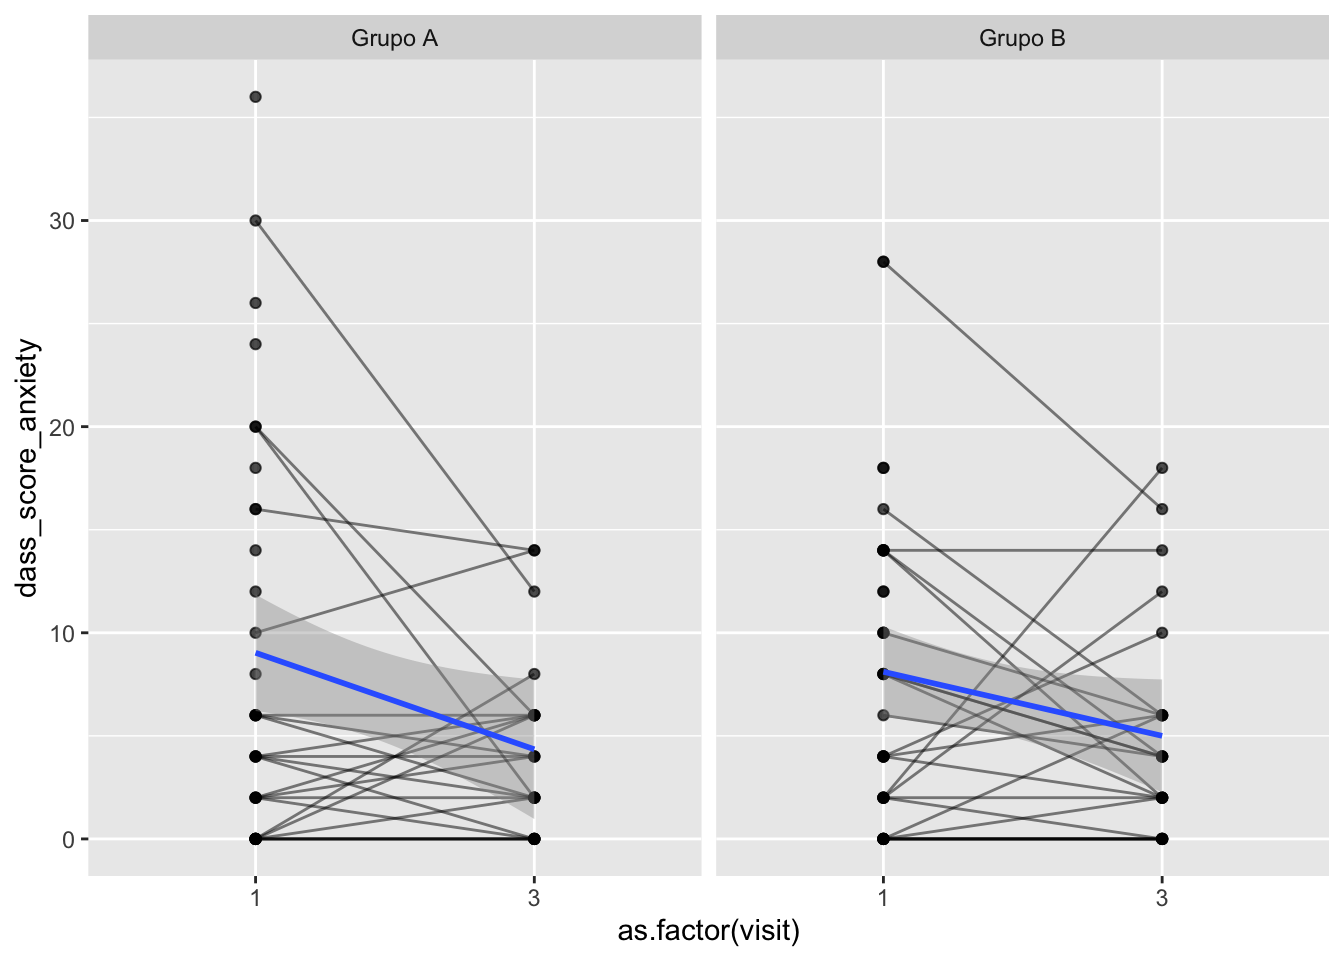 Grupo A
Grupo B
30
20
10
0
dass_score_anxiety
1
3
1
3
as.factor(visit)